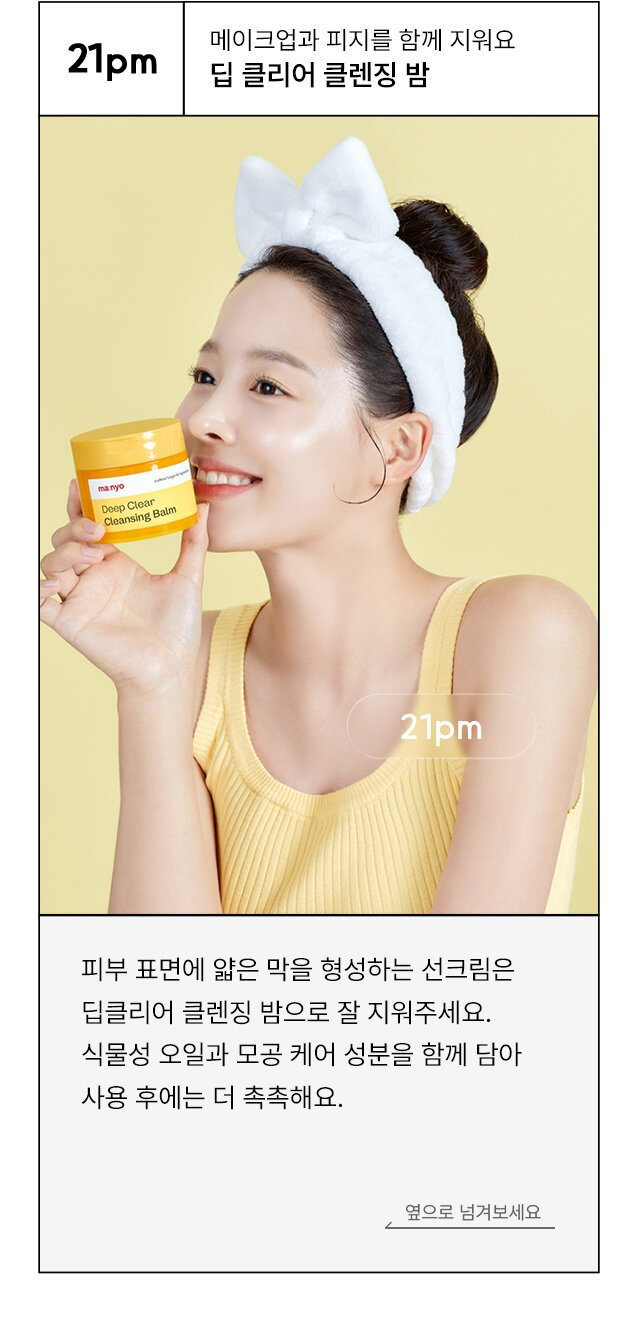 21pm
메이크업과 피지를 함께 지워요
딥 클리어 클렌징 밤
ma:nyo
Deep Clear
Cleansing Balm
21pm
피부 표면에 얇은 막을 형성하는 선크림은
딥클리어 클렌징 밤으로 잘 지워주세요.
식물성 오일과 모공 케어 성분을 함께 담아
사용 후에는 더 촉촉해요.
옆으로 넘겨보세요